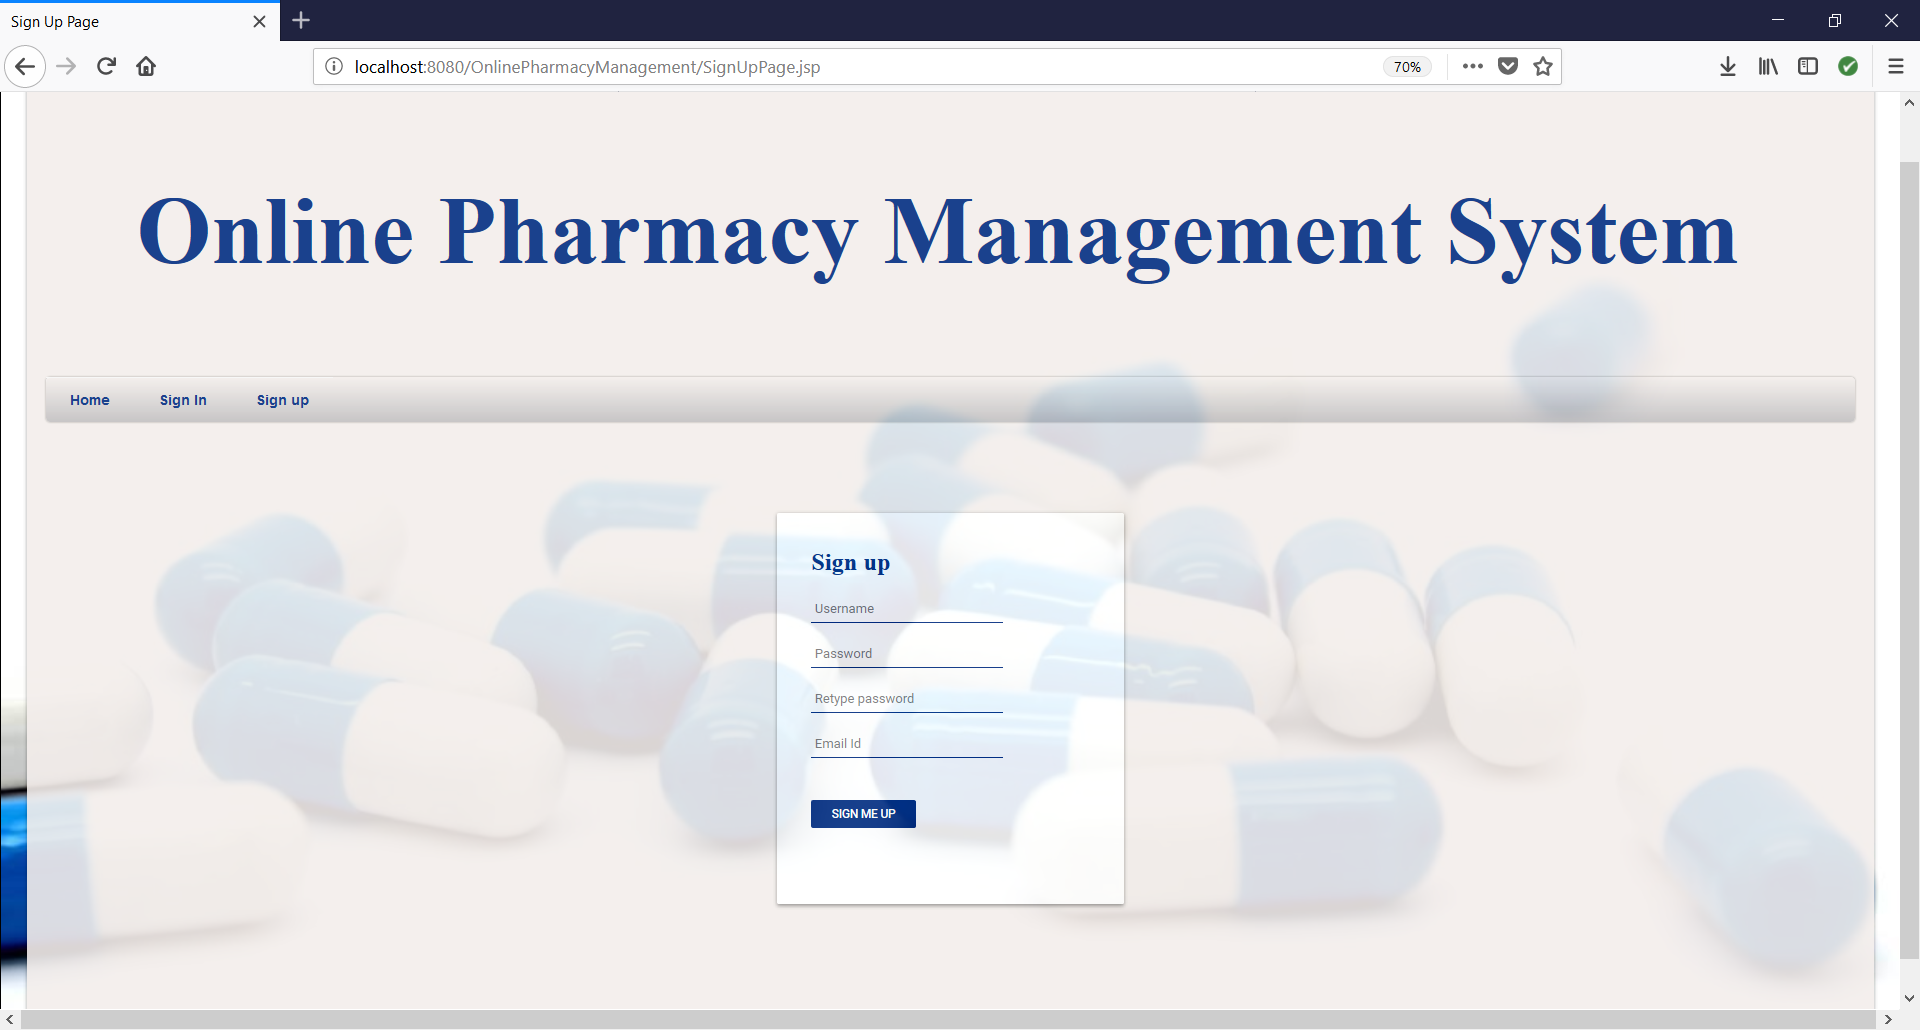 Sign Up Page
localhost:8080/OnlinePharmacyManagement/SignUpPage.jsp
70%
Online Pharmacy Management System
Home Sign In Sign up
Sign up
Username
Password
Retype password
Email Id
SIGN ME UP